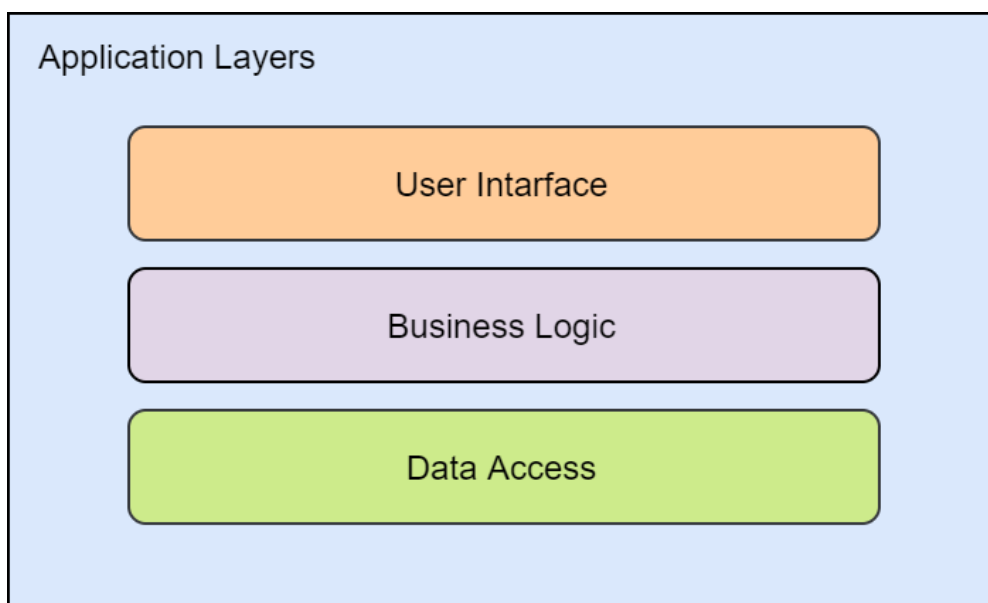 Application Layers
User Intarface
Business Logic
Data Access